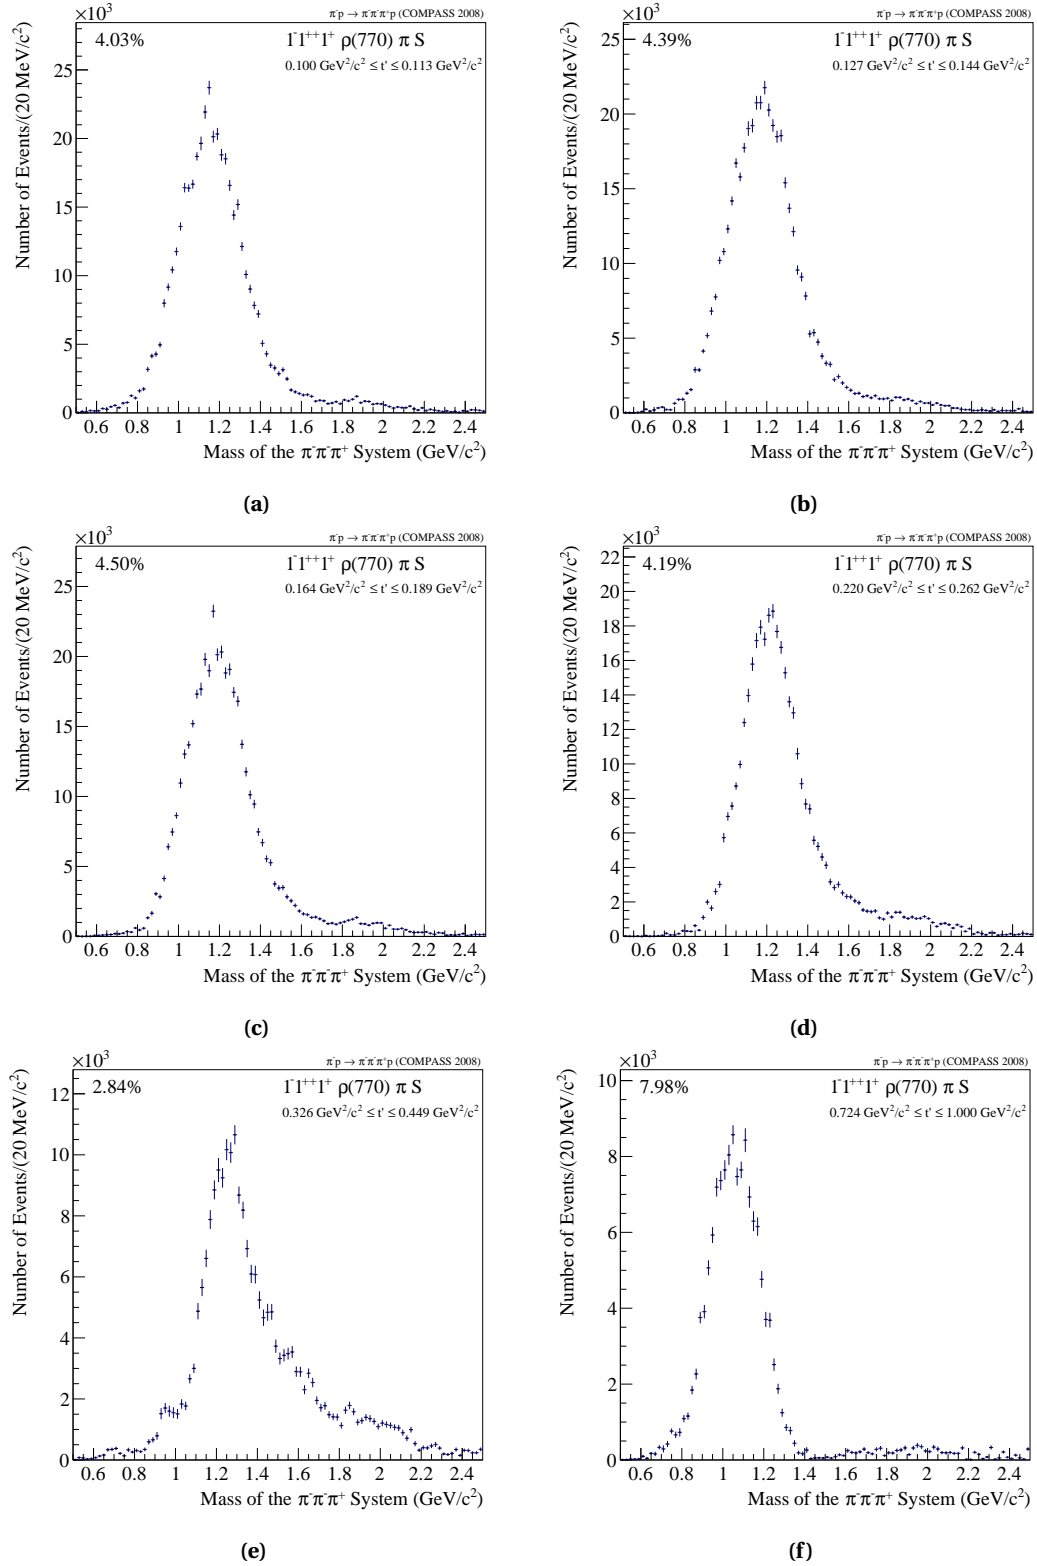 ×10³ π⁻p → π⁻π⁻π⁺p (COMPASS 2008)
4.03% 1⁻1⁺⁺1⁺ ρ(770) π S
0.100 GeV²/c² ≤ t' ≤ 0.113 GeV²/c²
Number of Events/(20 MeV/c²)
25
20
15
10
5
0
0.6 0.8 1 1.2 1.4 1.6 1.8 2 2.2 2.4
Mass of the π⁻π⁻π⁺ System (GeV/c²)
(a)
×10³ π⁻p → π⁻π⁻π⁺p (COMPASS 2008)
4.39% 1⁻1⁺⁺1⁺ ρ(770) π S
0.127 GeV²/c² ≤ t' ≤ 0.144 GeV²/c²
Number of Events/(20 MeV/c²)
25
20
15
10
5
0
0.6 0.8 1 1.2 1.4 1.6 1.8 2 2.2 2.4
Mass of the π⁻π⁻π⁺ System (GeV/c²)
(b)
×10³ π⁻p → π⁻π⁻π⁺p (COMPASS 2008)
4.50% 1⁻1⁺⁺1⁺ ρ(770) π S
0.164 GeV²/c² ≤ t' ≤ 0.189 GeV²/c²
Number of Events/(20 MeV/c²)
25
20
15
10
5
0
0.6 0.8 1 1.2 1.4 1.6 1.8 2 2.2 2.4
Mass of the π⁻π⁻π⁺ System (GeV/c²)
(c)
×10³ π⁻p → π⁻π⁻π⁺p (COMPASS 2008)
4.19% 1⁻1⁺⁺1⁺ ρ(770) π S
0.220 GeV²/c² ≤ t' ≤ 0.262 GeV²/c²
Number of Events/(20 MeV/c²)
22
20
18
16
14
12
10
8
6
4
2
0
0.6 0.8 1 1.2 1.4 1.6 1.8 2 2.2 2.4
Mass of the π⁻π⁻π⁺ System (GeV/c²)
(d)
×10³ π⁻p → π⁻π⁻π⁺p (COMPASS 2008)
2.84% 1⁻1⁺⁺1⁺ ρ(770) π S
0.326 GeV²/c² ≤ t' ≤ 0.449 GeV²/c²
Number of Events/(20 MeV/c²)
12
10
8
6
4
2
0
0.6 0.8 1 1.2 1.4 1.6 1.8 2 2.2 2.4
Mass of the π⁻π⁻π⁺ System (GeV/c²)
(e)
×10³ π⁻p → π⁻π⁻π⁺p (COMPASS 2008)
7.98% 1⁻1⁺⁺1⁺ ρ(770) π S
0.724 GeV²/c² ≤ t' ≤ 1.000 GeV²/c²
Number of Events/(20 MeV/c²)
10
8
6
4
2
0
0.6 0.8 1 1.2 1.4 1.6 1.8 2 2.2 2.4
Mass of the π⁻π⁻π⁺ System (GeV/c²)
(f)